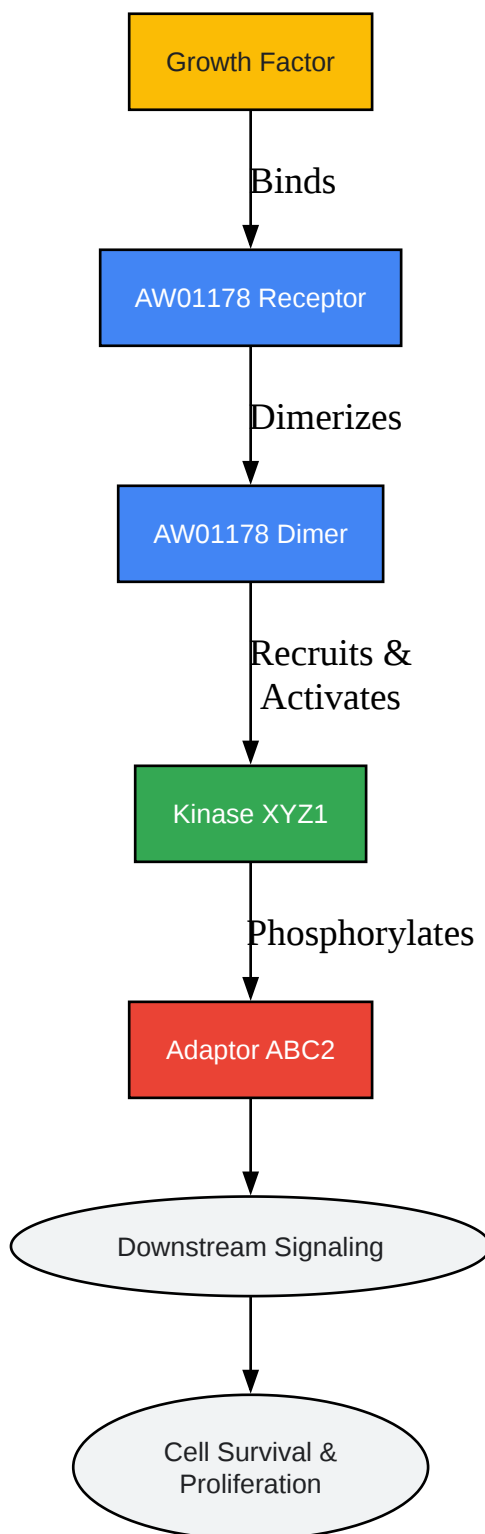 Growth Factor
Binds
AW01178 Receptor
Dimerizes
AW01178 Dimer
Recruits &
Activates
Kinase XYZ1
Phosphorylates
Adaptor ABC2
Downstream Signaling
Cell Survival &
Proliferation